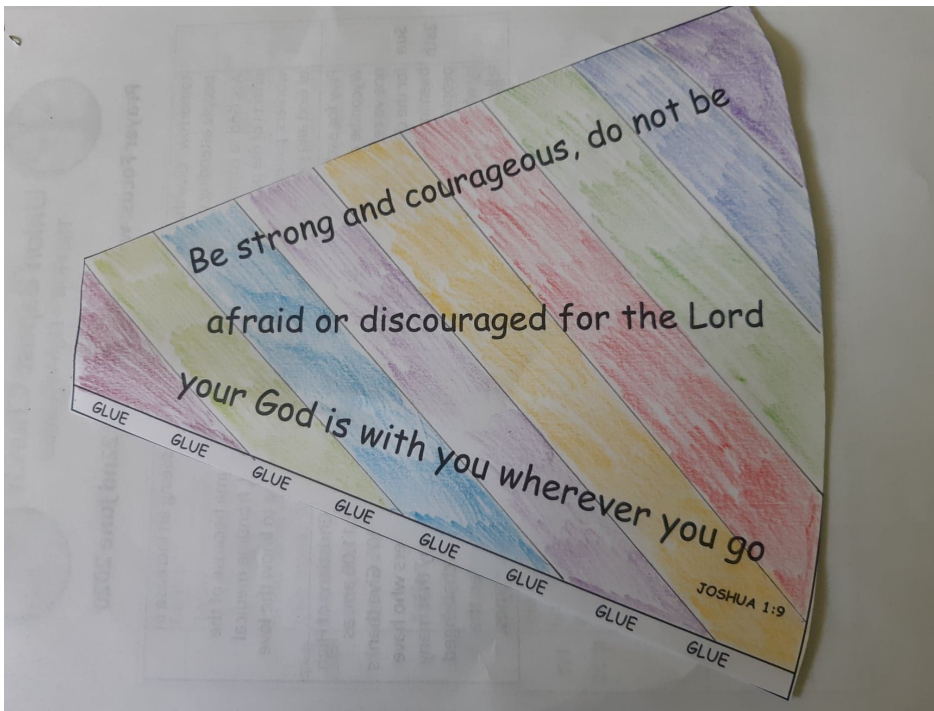 Be strong and courageous, do not be
afraid or discouraged for the Lord
your God is with you wherever you go
JOSHUA 1:9
GLUE
GLUE
GLUE
GLUE
GLUE
GLUE
GLUE
GLUE